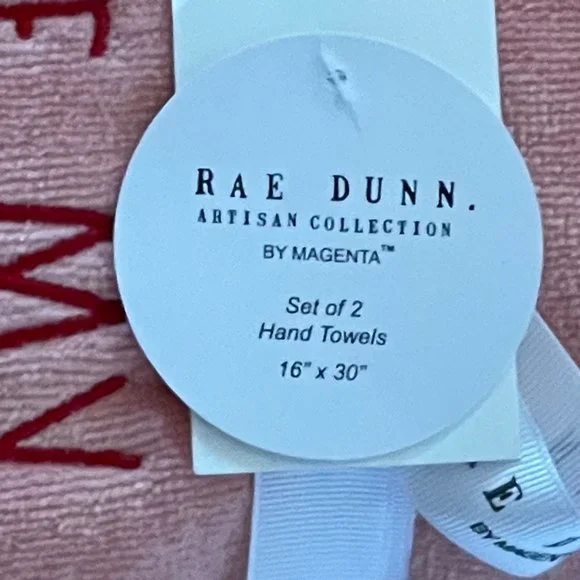 RAE DUNN.
ARTISAN COLLECTION
BY MAGENTA™
Set of 2
Hand Towels
16" x 30"